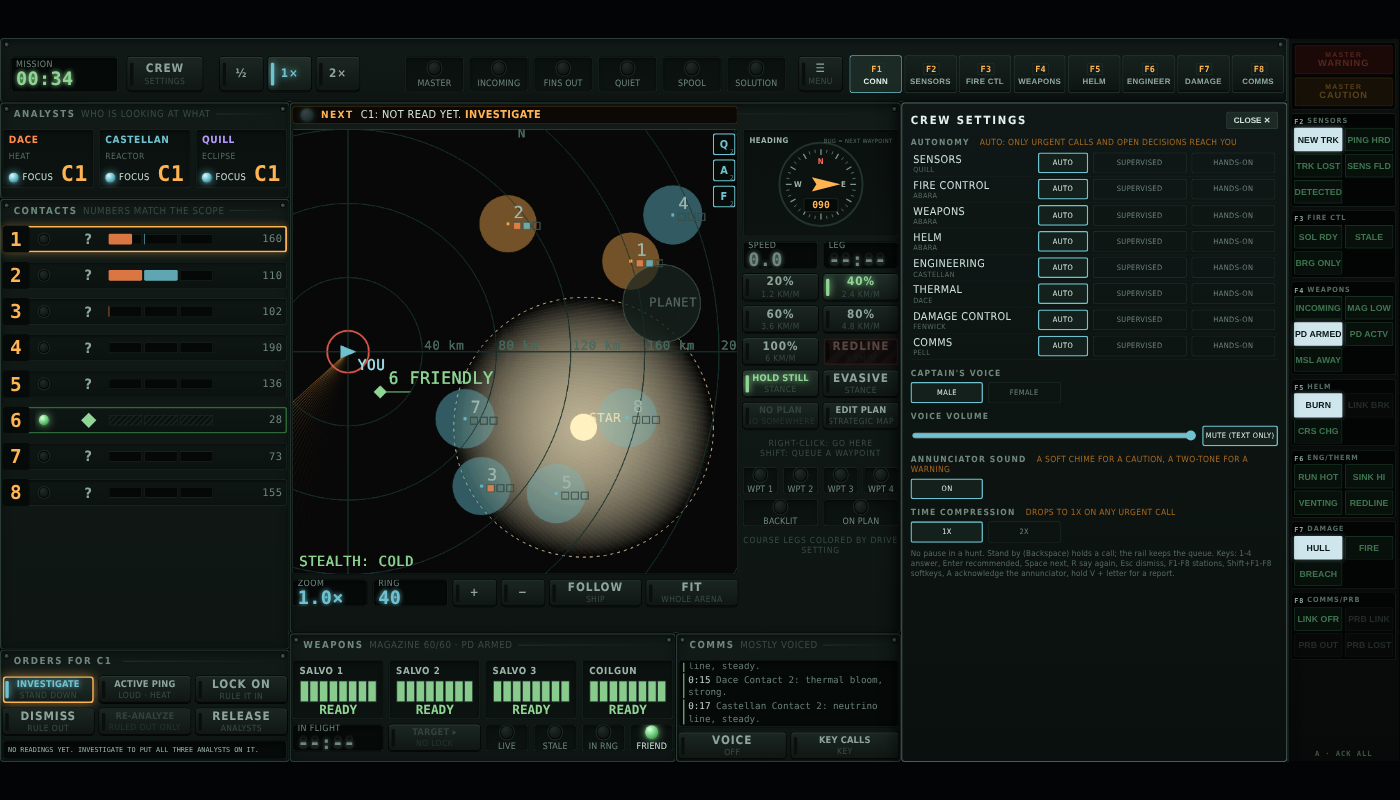 MISSION
00:34
CREW
SETTINGS
½
1×
2×
MASTER
INCOMING
FINS OUT
QUIET
SPOOL
SOLUTION
☰
MENU
F1
CONN
F2
SENSORS
F3
FIRE CTL
F4
WEAPONS
F5
HELM
F6
ENGINEER
F7
DAMAGE
F8
COMMS
MASTER
WARNING
MASTER
CAUTION
ANALYSTS WHO IS LOOKING AT WHAT
DACE
HEAT
FOCUS C1
CASTELLAN
REACTOR
FOCUS C1
QUILL
ECLIPSE
FOCUS C1
CONTACTS NUMBERS MATCH THE SCOPE
1 ? 160
2 ? 110
3 ? 102
4 ? 190
5 ? 136
6 28
7 ? 73
8 ? 155
ORDERS FOR C1
INVESTIGATE
STAND DOWN
ACTIVE PING
LOUD · HEAT
LOCK ON
RULE IT IN
DISMISS
RULE OUT
RE-ANALYZE
RULED OUT ONLY
RELEASE
ANALYSTS
NO READINGS YET. INVESTIGATE TO PUT ALL THREE ANALYSTS ON IT.
NEXT C1: NOT READ YET. INVESTIGATE
N
Q
A
F
2
4
1
PLANET
40 km
80 km
120 km
160 km
20
YOU
6 FRIENDLY
7
STAR
8
3
5
STEALTH: COLD
ZOOM
1.0×
RING
40
+
−
FOLLOW
SHIP
FIT
WHOLE ARENA
HEADING
BUG = NEXT WAYPOINT
N
W
E
090
SPEED
0.0
LEG
--:--
20%
1.2 KM/M
40%
2.4 KM/M
60%
3.6 KM/M
80%
4.8 KM/M
100%
6 KM/M
REDLINE
HOLD STILL
STANCE
EVASIVE
STANCE
NO PLAN
EDIT PLAN
STRATEGIC MAP
RIGHT-CLICK: GO HERE
SHIFT: QUEUE A WAYPOINT
WPT 1
WPT 2
WPT 3
WPT 4
BACKLIT
ON PLAN
COURSE LEGS COLORED BY DRIVE
SETTING
WEAPONS MAGAZINE 60/60 · PD ARMED
SALVO 1
READY
SALVO 2
READY
SALVO 3
READY
COILGUN
READY
IN FLIGHT
--:--
TARGET
NO LOCK
LIVE
STALE
IN RNG
FRIEND
COMMS MOSTLY VOICED
line, steady.
0:15 Dace Contact 2: thermal bloom,
strong.
0:17 Castellan Contact 2: neutrino
line, steady.
VOICE
OFF
KEY CALLS
KEY
CREW SETTINGS
CLOSE ✕
AUTONOMY AUTO: ONLY URGENT CALLS AND OPEN DECISIONS REACH YOU
SENSORS
QUILL
AUTO SUPERVISED HANDS-ON
FIRE CONTROL
ABARA
AUTO SUPERVISED HANDS-ON
WEAPONS
ABARA
AUTO SUPERVISED HANDS-ON
HELM
ABARA
AUTO SUPERVISED HANDS-ON
ENGINEERING
CASTELLAN
AUTO SUPERVISED HANDS-ON
THERMAL
DACE
AUTO SUPERVISED HANDS-ON
DAMAGE CONTROL
FENWICK
AUTO SUPERVISED HANDS-ON
COMMS
PELL
AUTO SUPERVISED HANDS-ON
CAPTAIN'S VOICE
MALE FEMALE
VOICE VOLUME
MUTE (TEXT ONLY)
ANNUNCIATOR SOUND A SOFT CHIME FOR A CAUTION, A TWO-TONE FOR A
WARNING
ON
TIME COMPRESSION DROPS TO 1X ON ANY URGENT CALL
1X 2X
No pause in a hunt. Stand by (Backspace) holds a call; the rail keeps the queue. Keys: 1-4
answer, Enter recommended, Space next, R say again, Esc dismiss, F1-F8 stations, Shift+F1-F8
softkeys, A acknowledge the annunciator, hold V + letter for a report.
F2 SENSORS
NEW TRK PING HRD
TRK LOST SENS FLD
DETECTED
F3 FIRE CTL
SOL RDY STALE
BRG ONLY
F4 WEAPONS
INCOMING MAG LOW
PD ARMED PD ACTV
MSL AWAY
F5 HELM
BURN LINK BRK
CRS CHG
F6 ENG/THERM
RUN HOT SINK HI
VENTING REDLINE
F7 DAMAGE
HULL FIRE
BREACH
F8 COMMS/PRB
LINK OFR PRB LINK
PRB OUT PRB LOST
A · ACK ALL